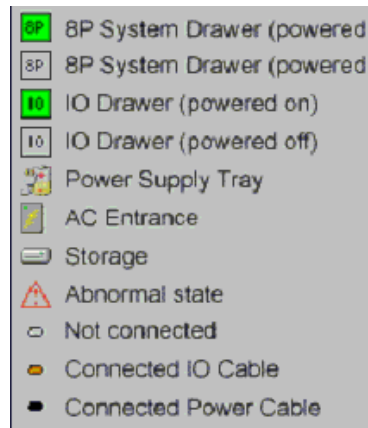 8P 8P System Drawer (powered
8P 8P System Drawer (powered
IO IO Drawer (powered on)
IO IO Drawer (powered off)
Power Supply Tray
AC Entrance
Storage
Abnormal state
Not connected
Connected IO Cable
Connected Power Cable